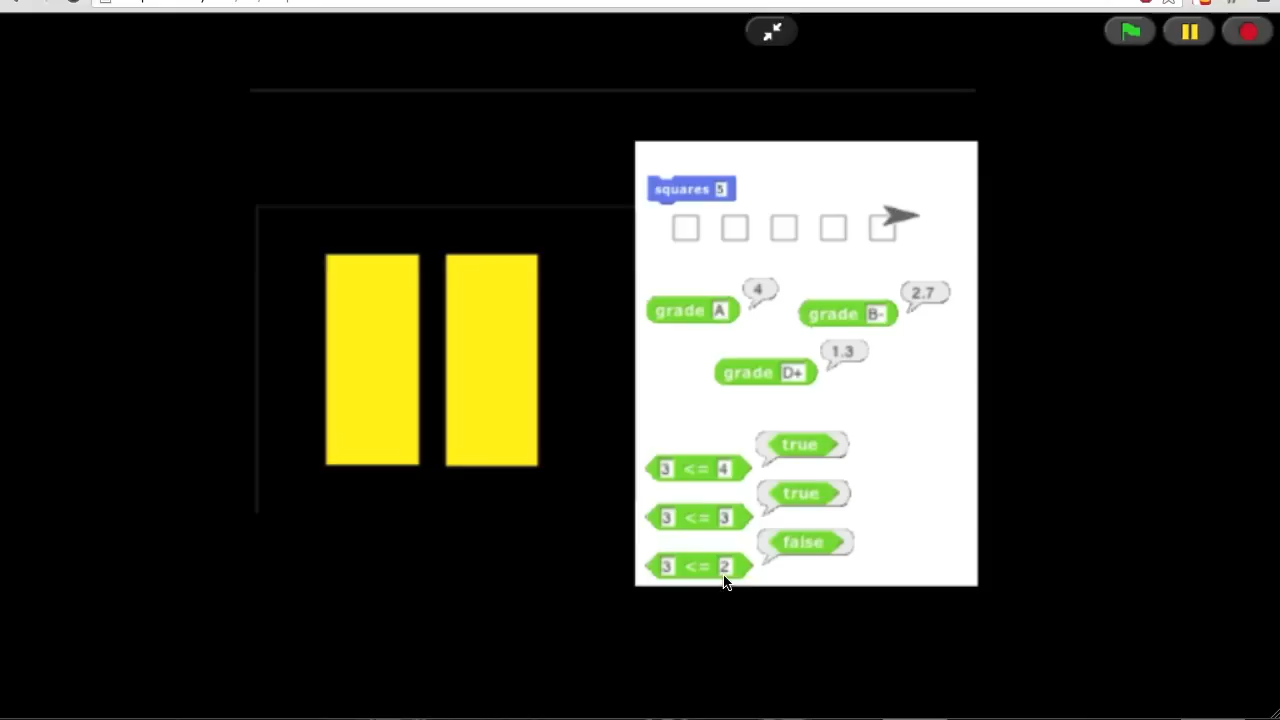 squares 5
grade A 4
grade B- 2.7
grade D+ 1.3
3 <= 4 true
3 <= 3 true
3 <= 2 false